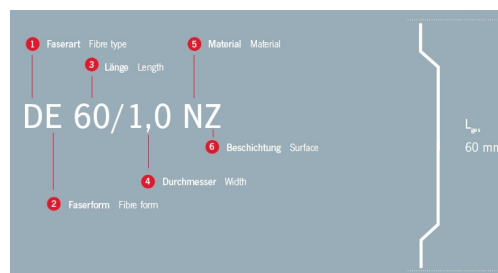 1 Faserart Fibre type
5 Material Material
3 Länge Length
DE 60/1,0 NZ
6 Beschichtung Surface
4 Durchmesser Width
2 Faserform Fibre form
Lges
60 mm